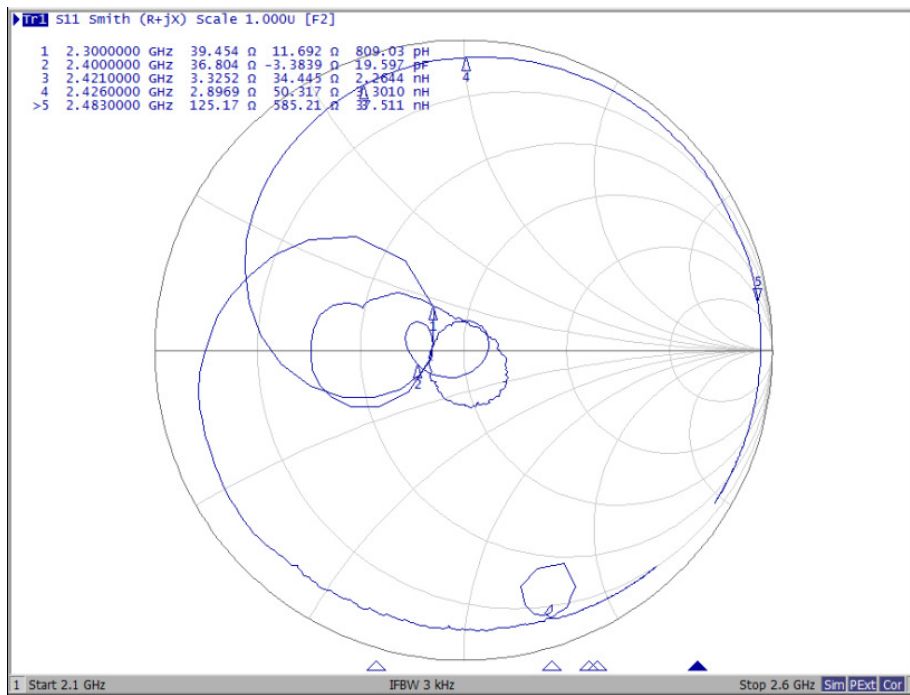 Tr1 S11 Smith (R+jX) Scale 1.000U [F2]
1 2.3000000 GHz 39.454 Ω 11.692 Ω 809.03 pH
2 2.4000000 GHz 36.804 Ω -3.3839 Ω 19.597 pF
3 2.4210000 GHz 3.3252 Ω 34.445 Ω 2.2644 nH
4 2.4260000 GHz 2.8969 Ω 50.317 Ω 3.3010 nH
>5 2.4830000 GHz 125.17 Ω 585.21 Ω 37.511 nH
4
5
1
2
1 Start 2.1 GHz IFBW 3 kHz Stop 2.6 GHz Sim PExt Cor